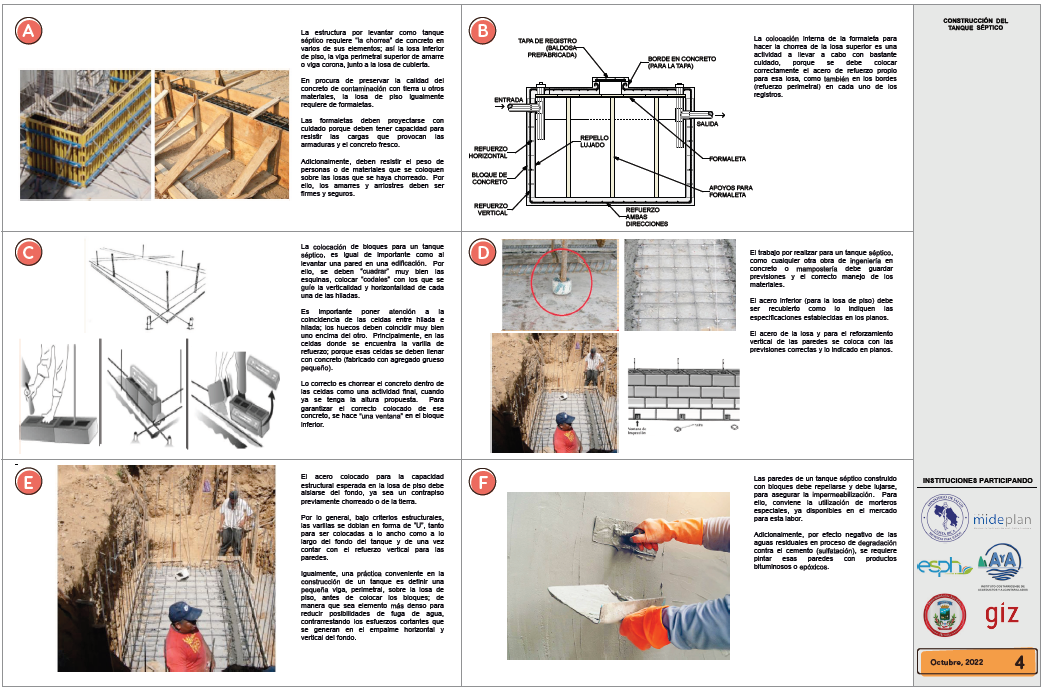 A
La estructura por levantar como tanque
séptico requiere "la chorrea" de concreto en
varios de sus elementos; así la losa inferior
de piso, la viga perimetral superior de amarre
o viga corona, junto a la losa de cubierta.
En procura de preservar la calidad del
concreto de contaminación con tierra u otros
materiales, la losa de piso igualmente
requiere de formaletas.
Las formaletas deben proyectarse con
cuidado porque deben tener capacidad para
resistir las cargas que provocan las
armaduras y el concreto fresco.
Adicionalmente, deben resistir el peso de
personas o de materiales que se coloquen
sobre las losas que se haya chorreado. Por
ello, los amarres y arriostres deben ser
firmes y seguros.
B
TAPA DE REGISTRO
(BALDOSA
PREFABRICADA)
BORDE EN CONCRETO
(PARA LA TAPA)
ENTRADA
SALIDA
REPELLO
LUJADO
REFUERZO
HORIZONTAL
FORMALETA
BLOQUE DE
CONCRETO
APOYOS PARA
FORMALETA
REFUERZO
VERTICAL
REFUERZO
AMBAS
DIRECCIONES
La colocación interna de la formaleta para
hacer la chorrea de la losa superior es una
actividad a llevar a cabo con bastante
cuidado, porque se debe colocar
correctamente el acero de refuerzo propio
para esa losa, como también en los bordes
(refuerzo perimetral) en cada uno de los
registros.
C
La colocación de bloques para un tanque
séptico, es igual de importante como al
levantar una pared en una edificación. Por
ello, se deben "cuadrar" muy bien las
esquinas, colocar "codales" con los que se
guíe la verticalidad y horizontalidad de cada
una de las hiladas.
Es importante poner atención a la
coincidencia de las celdas entre hilada e
hilada; los huecos deben coincidir muy bien
uno encima del otro. Principalmente, en las
celdas donde se encuentra la varilla de
refuerzo; porque esas celdas se deben llenar
con concreto (fabricado con agregado grueso
pequeño).
Lo correcto es chorrear el concreto dentro de
las celdas como una actividad final, cuando
ya se tenga la altura propuesta. Para
garantizar el correcto colocado de ese
concreto, se hace "una ventana" en el bloque
inferior.
D
El trabajo por realizar para un tanque séptico,
como cualquier otra obra de ingeniería en
concreto o mampostería debe guardar
previsiones y el correcto manejo de los
materiales.
El acero inferior (para la losa de piso) debe
ser recubierto como lo indiquen las
especificaciones establecidas en los planos.
El acero de la losa y para el reforzamiento
vertical de las paredes se coloca con las
previsiones correctas y lo indicado en planos.
E
El acero colocado para la capacidad
estructural esperada en la losa de piso debe
aislarse del fondo, ya sea un contrapiso
previamente chorreado o de la tierra.
Por lo general, bajo criterios estructurales,
las varillas se doblan en forma de "U", tanto
para ser colocadas a lo ancho como a lo
largo del fondo del tanque y de una vez
contar con el refuerzo vertical para las
paredes.
Igualmente, una práctica conveniente en la
construcción de un tanque es definir una
pequeña viga, perimetral, sobre la losa de
piso, antes de colocar los bloques; de
manera que sea elemento más denso para
reducir posibilidades de fuga de agua,
contrarrestando los esfuerzos cortantes que
se generan en el empalme horizontal y
vertical del fondo.
F
Las paredes de un tanque séptico construido
con bloques debe repellarse y debe lujarse,
para asegurar la impermeabilización. Para
ello, conviene la utilización de morteros
especiales, ya disponibles en el mercado
para esta labor.
Adicionalmente, por efecto negativo de las
aguas residuales en proceso de degradación
contra el cemento (sulfatación), se requiere
pintar esas paredes con productos
bituminosos o epóxicos.
CONSTRUCCIÓN DEL
TANQUE SÉPTICO
INSTITUCIONES PARTICIPANDO
mideplan
esph
AyA
giz
Octubre, 2022
4